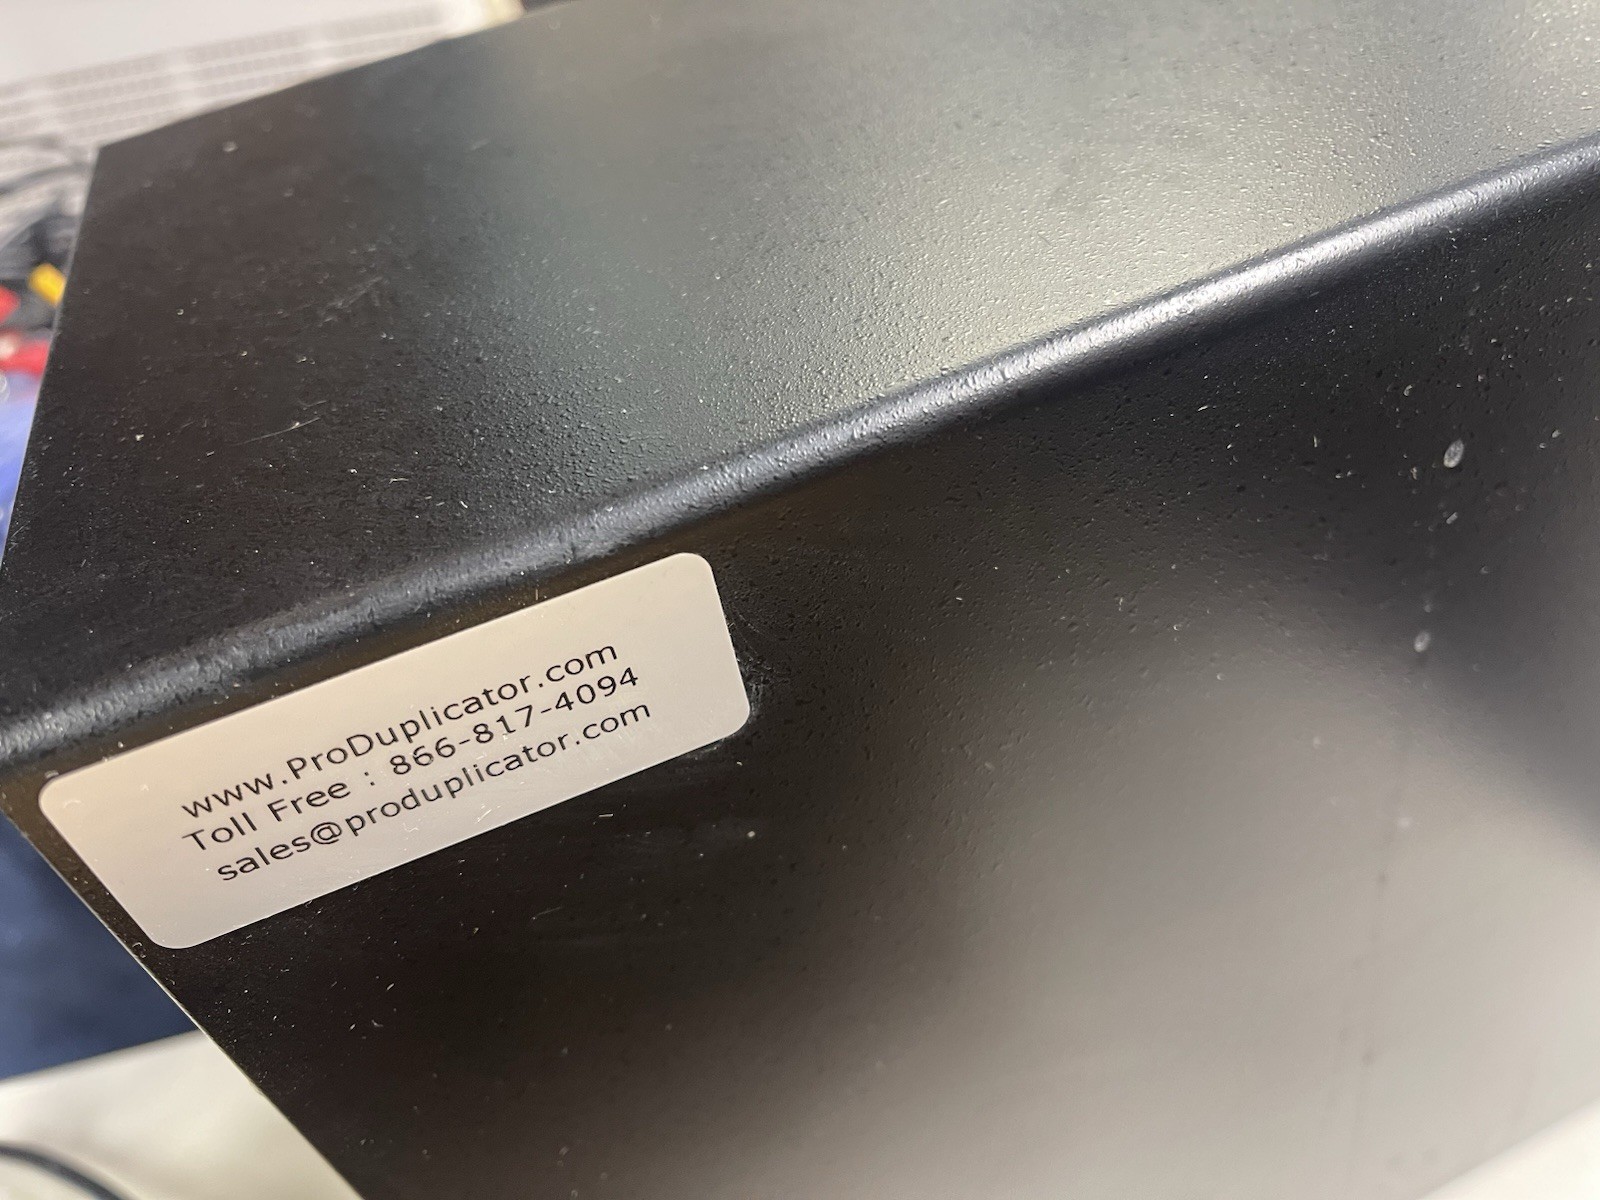 www.ProDuplicator.com
Toll Free : 866-817-4094
sales@produplicator.com